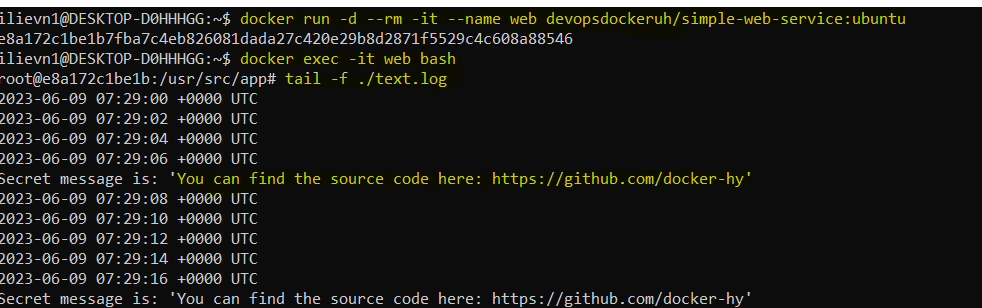 ilievn1@DESKTOP-D0HHHGG:~$ docker run -d --rm -it --name web devopsdockeruh/simple-web-service:ubuntu
e8a172c1be1b7fba7c4eb826081dada27c420e29b8d2871f5529c4c608a88546
ilievn1@DESKTOP-D0HHHGG:~$ docker exec -it web bash
root@e8a172c1be1b:/usr/src/app# tail -f ./text.log
2023-06-09 07:29:00 +0000 UTC
2023-06-09 07:29:02 +0000 UTC
2023-06-09 07:29:04 +0000 UTC
2023-06-09 07:29:06 +0000 UTC
Secret message is: 'You can find the source code here: https://github.com/docker-hy'
2023-06-09 07:29:08 +0000 UTC
2023-06-09 07:29:10 +0000 UTC
2023-06-09 07:29:12 +0000 UTC
2023-06-09 07:29:14 +0000 UTC
2023-06-09 07:29:16 +0000 UTC
Secret message is: 'You can find the source code here: https://github.com/docker-hy'